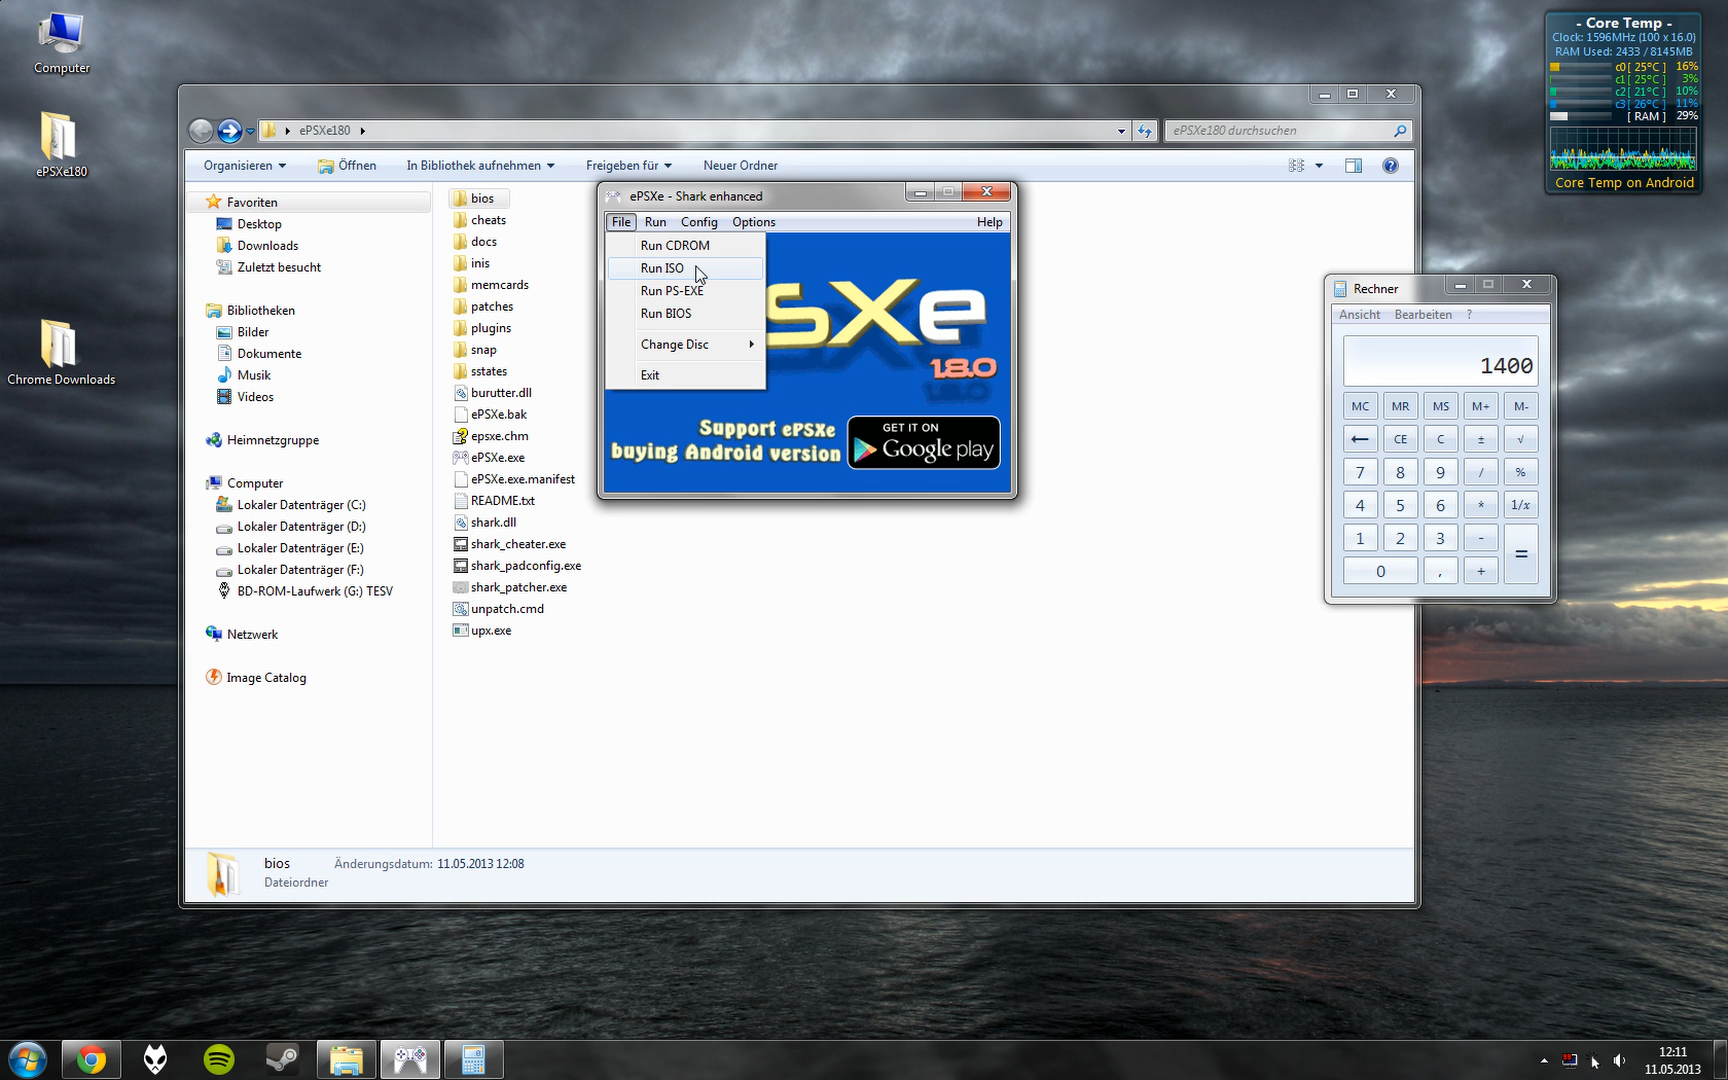 Computer
ePSXe180
Chrome Downloads
- Core Temp -
Clock: 1596MHz (100 x 16.0)
RAM Used: 2433 / 8145MB
c0[ 25°C ] 16%
c1[ 25°C ] 3%
c2[ 21°C ] 10%
c3[ 26°C ] 11%
[ RAM ] 29%
Core Temp on Android
ePSXe180
ePSXe180 durchsuchen
Organisieren
Öffnen
In Bibliothek aufnehmen
Freigeben für
Neuer Ordner
Favoriten
Desktop
Downloads
Zuletzt besucht
Bibliotheken
Bilder
Dokumente
Musik
Videos
Heimnetzgruppe
Computer
Lokaler Datenträger (C:)
Lokaler Datenträger (D:)
Lokaler Datenträger (E:)
Lokaler Datenträger (F:)
BD-ROM-Laufwerk (G:) TESV
Netzwerk
Image Catalog
bios
cheats
docs
inis
memcards
patches
plugins
snap
sstates
burutter.dll
ePSXe.bak
epsxe.chm
ePSXe.exe
ePSXe.exe.manifest
README.txt
shark.dll
shark_cheater.exe
shark_padconfig.exe
shark_patcher.exe
unpatch.cmd
upx.exe
ePSXe - Shark enhanced
File Run Config Options Help
Run CDROM
Run ISO
Run PS-EXE
Run BIOS
Change Disc
Exit
sXe
1.8.0
Support ePSXe
buying Android version
GET IT ON
Google play
Rechner
Ansicht Bearbeiten ?
1400
MC MR MS M+ M-
← CE C ± √
7 8 9 / %
4 5 6 * 1/x
1 2 3 - =
0 , +
bios Änderungsdatum: 11.05.2013 12:08
Dateiordner
12:11
11.05.2013